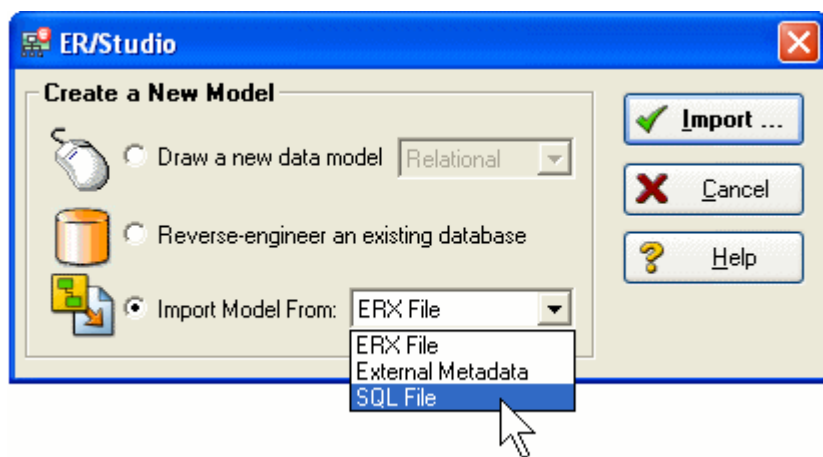 ER/Studio
Create a New Model
Draw a new data model Relational
Reverse-engineer an existing database
Import Model From: ERX File
ERX File
External Metadata
SQL File
Import ...
Cancel
Help